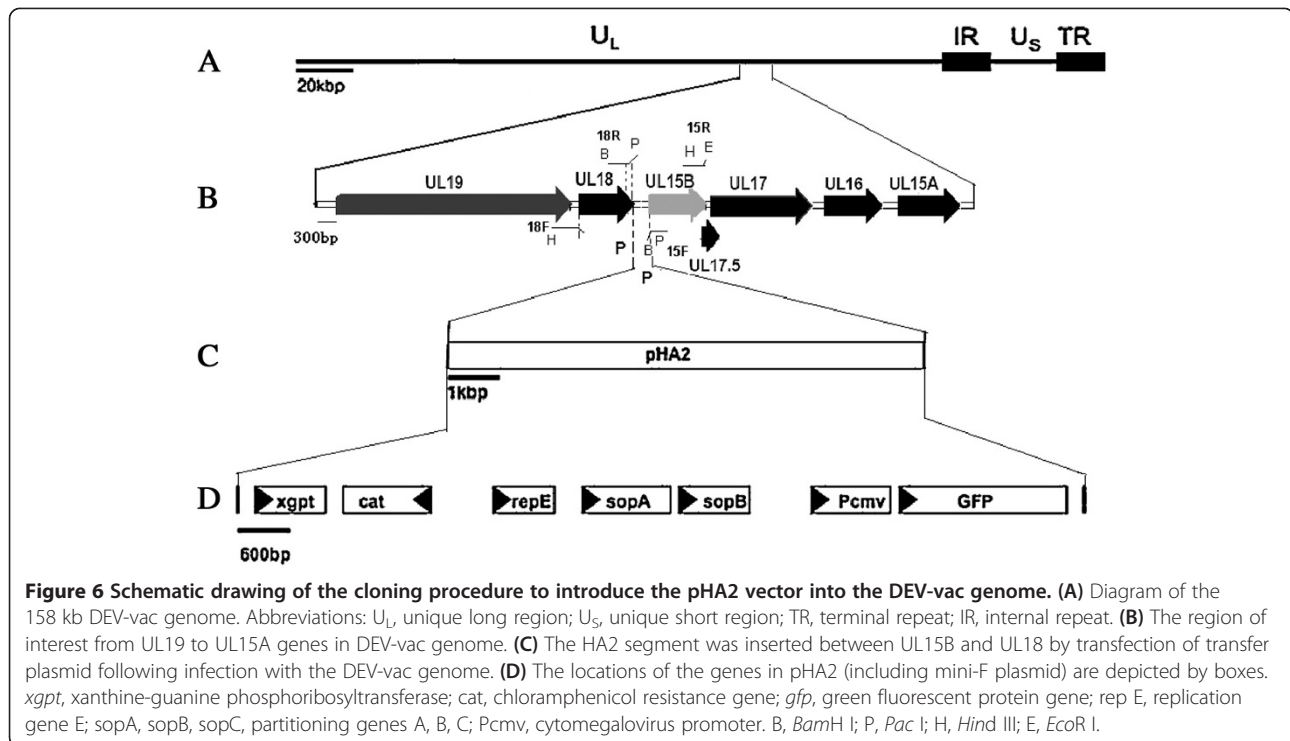 U_L IR U_S TR
A
20kbp
18R 15R
B P H E
UL19 UL18 UL15B UL17 UL16 UL15A
B
300bp
18F H B P 15F
P UL17.5
P
C
pHA2
1kbp
D
xgpt cat repE sopA sopB Pcmv GFP
600bp
Figure 6 Schematic drawing of the cloning procedure to introduce the pHA2 vector into the DEV-vac genome. (A) Diagram of the
158 kb DEV-vac genome. Abbreviations: U_L, unique long region; U_S, unique short region; TR, terminal repeat; IR, internal repeat. (B) The region of
interest from UL19 to UL15A genes in DEV-vac genome. (C) The HA2 segment was inserted between UL15B and UL18 by transfection of transfer
plasmid following infection with the DEV-vac genome. (D) The locations of the genes in pHA2 (including mini-F plasmid) are depicted by boxes.
xgpt, xanthine-guanine phosphoribosyltransferase; cat, chloramphenicol resistance gene; gfp, green fluorescent protein gene; rep E, replication
gene E; sopA, sopB, sopC, partitioning genes A, B, C; Pcmv, cytomegalovirus promoter. B, BamH I; P, Pac I; H, Hind III; E, EcoR I.